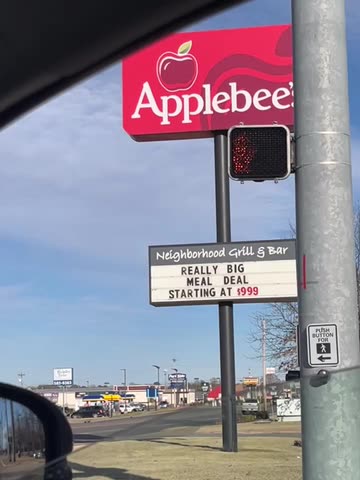 Applebee's
Neighborhood Grill & Bar
REALLY BIG
MEAL DEAL
STARTING AT $999
PUSH
BUTTON
FOR